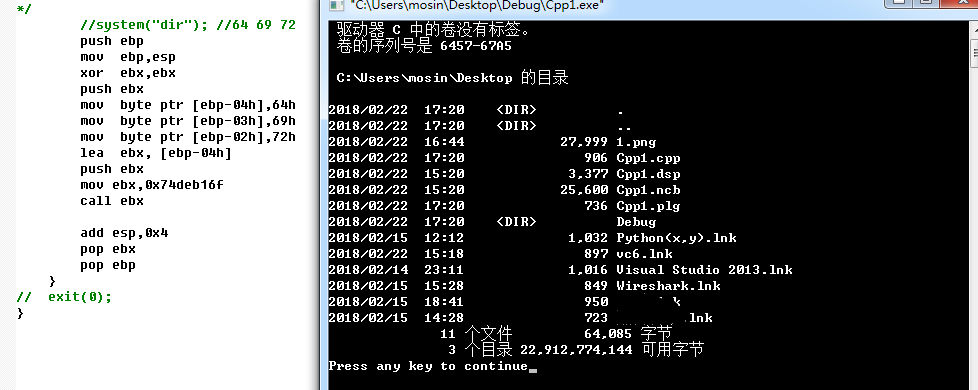 */
//system("dir"); //64 69 72
push ebp
mov  ebp,esp
xor  ebx,ebx
push ebx
mov  byte ptr [ebp-04h],64h
mov  byte ptr [ebp-03h],69h
mov  byte ptr [ebp-02h],72h
lea  ebx, [ebp-04h]
push ebx
mov ebx,0x74deb16f
call ebx
add esp,0x4
pop ebx
pop ebp
}
//  exit(0);
}
"C:\Users\mosin\Desktop\Debug\Cpp1.exe"
驱动器 C 中的卷没有标签。
卷的序列号是 6457-67A5
C:\Users\mosin\Desktop 的目录
2018/02/22  17:20    <DIR>          .
2018/02/22  17:20    <DIR>          ..
2018/02/22  16:44            27,999 1.png
2018/02/22  17:20               906 Cpp1.cpp
2018/02/22  15:20             3,377 Cpp1.dsp
2018/02/22  15:20            25,600 Cpp1.ncb
2018/02/22  17:20               736 Cpp1.plg
2018/02/22  17:20    <DIR>          Debug
2018/02/15  12:12             1,032 Python(x,y).lnk
2018/02/22  15:18               897 vc6.lnk
2018/02/14  23:11             1,016 Visual Studio 2013.lnk
2018/02/15  15:28               849 Wireshark.lnk
2018/02/15  18:41               950
2018/02/15  14:28               723 .lnk
11 个文件         64,085 字节
3 个目录 22,912,774,144 可用字节
Press any key to continue_